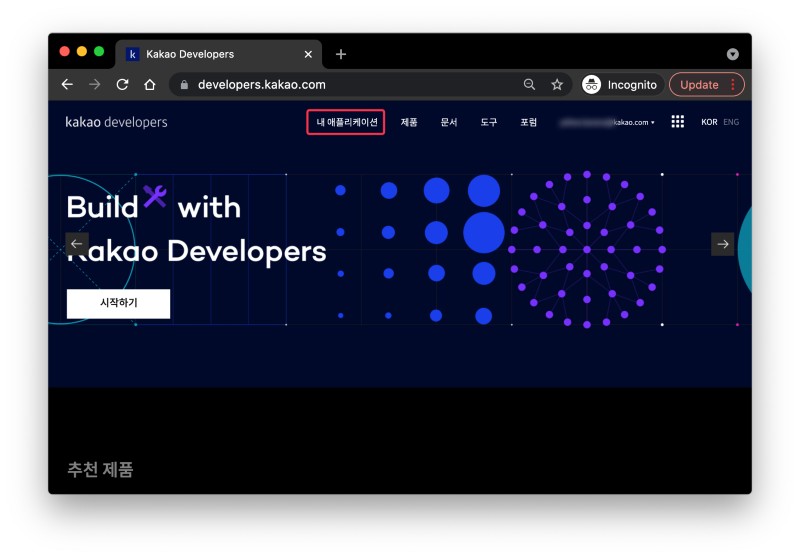 k Kakao Developers
developers.kakao.com
Incognito
Update
kakao developers
내 애플리케이션
제품
문서
도구
포럼
kakao.com
KOR ENG
Build with
Kakao Developers
시작하기
추천 제품